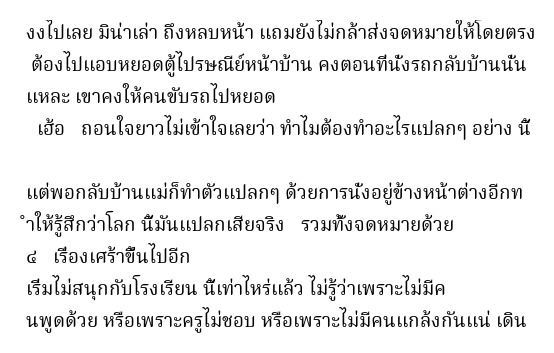 งงไปเลย มิน่าเล่า ถึงหลบหน้า แถมยังไม่กล้าส่งจดหมายให้โดยตรง
ต้องไปแอบหยอดตู้ไปรษณีย์หน้าบ้าน คงตอนที่นั่งรถกลับบ้านนั้น
แหละ เขาคงให้คนขับรถไปหยอด
เฮ้อ ถอนใจยาวไม่เข้าใจเลยว่า ทำไมต้องทำอะไรแปลกๆ อย่าง นี้
แต่พอกลับบ้านแม่ก็ทำตัวแปลกๆ ด้วยการนั่งอยู่ข้างหน้าต่างอีกท
ำให้รู้สึกว่าโลก นี้มันแปลกเสียจริง รวมทั้งจดหมายด้วย
๔ เรื่องเศร้าขึ้นไปอีก
เริ่มไม่สนุกกับโรงเรียน นี้เท่าไหร่แล้ว ไม่รู้ว่าเพราะไม่มีค
นพูดด้วย หรือเพราะครูไม่ชอบ หรือเพราะไม่มีคนแกล้งกันแน่ เดิน